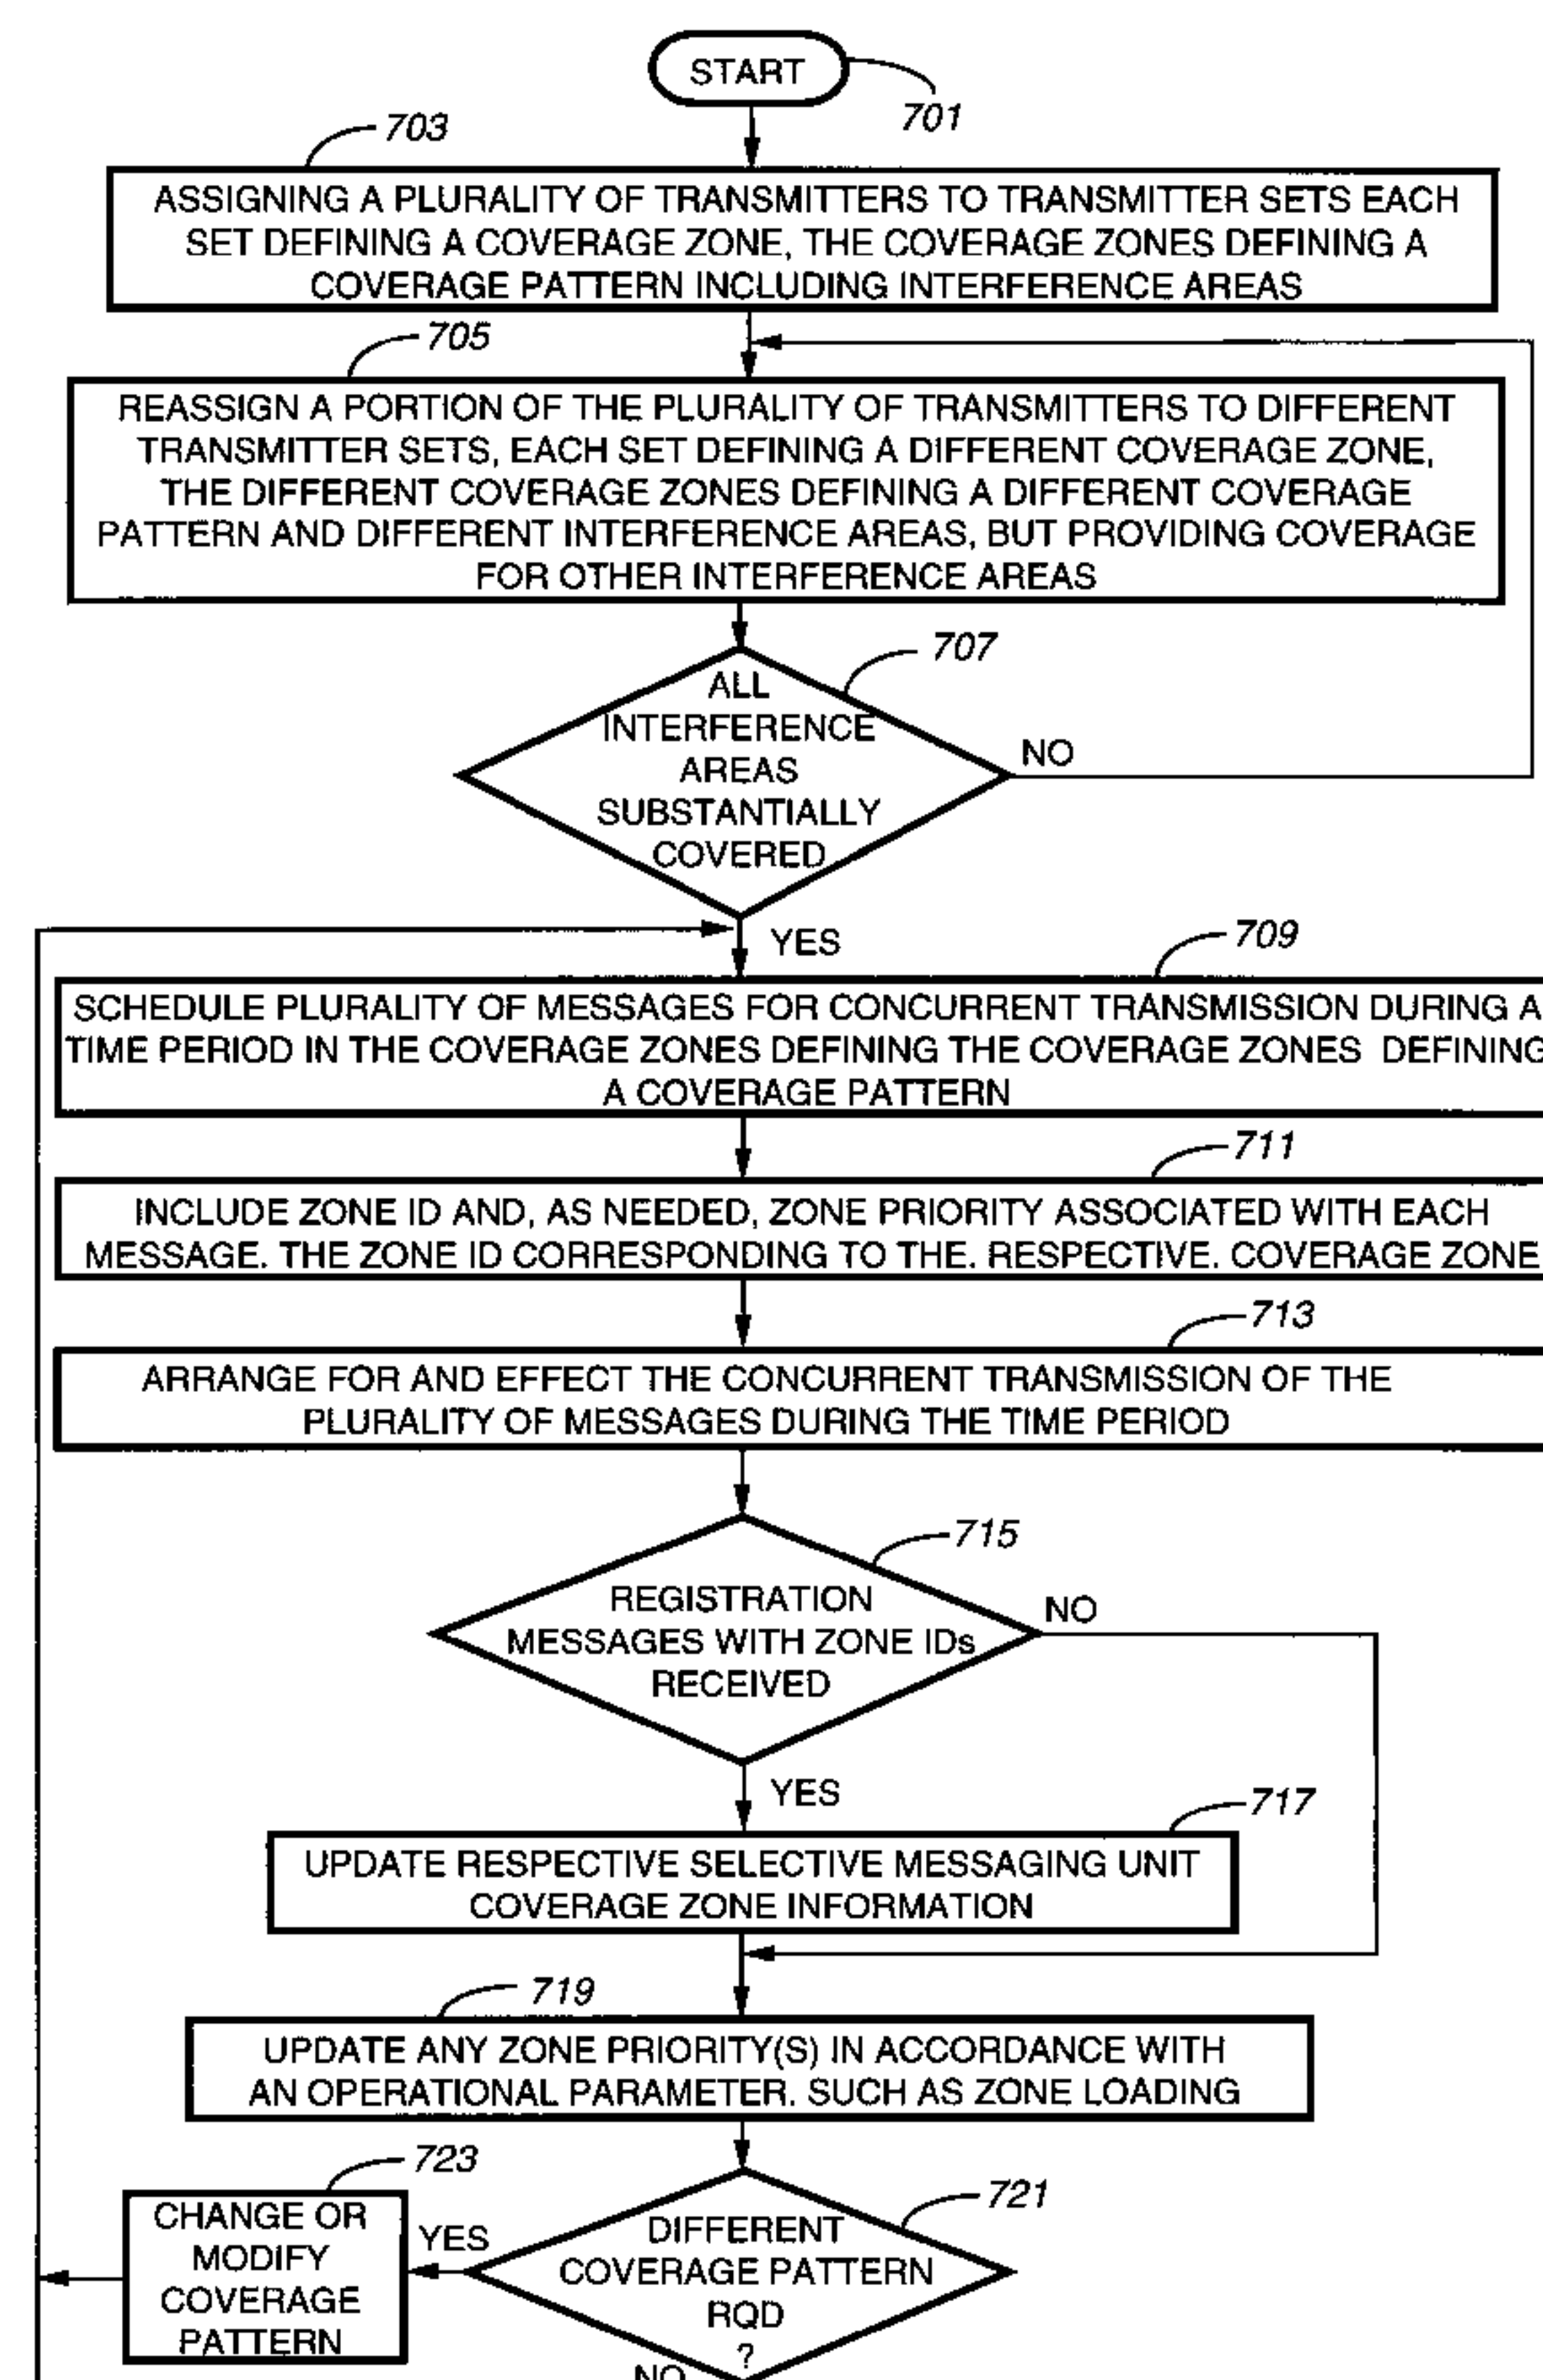 START
701
703
ASSIGNING A PLURALITY OF TRANSMITTERS TO TRANSMITTER SETS EACH
SET DEFINING A COVERAGE ZONE, THE COVERAGE ZONES DEFINING A
COVERAGE PATTERN INCLUDING INTERFERENCE AREAS
705
REASSIGN A PORTION OF THE PLURALITY OF TRANSMITTERS TO DIFFERENT
TRANSMITTER SETS, EACH SET DEFINING A DIFFERENT COVERAGE ZONE,
THE DIFFERENT COVERAGE ZONES DEFINING A DIFFERENT COVERAGE
PATTERN AND DIFFERENT INTERFERENCE AREAS, BUT PROVIDING COVERAGE
FOR OTHER INTERFERENCE AREAS
707
ALL
INTERFERENCE
AREAS
SUBSTANTIALLY
COVERED
NO
YES
709
SCHEDULE PLURALITY OF MESSAGES FOR CONCURRENT TRANSMISSION DURING A
TIME PERIOD IN THE COVERAGE ZONES DEFINING THE COVERAGE ZONES DEFINING
A COVERAGE PATTERN
711
INCLUDE ZONE ID AND, AS NEEDED, ZONE PRIORITY ASSOCIATED WITH EACH
MESSAGE. THE ZONE ID CORRESPONDING TO THE. RESPECTIVE. COVERAGE ZONE
713
ARRANGE FOR AND EFFECT THE CONCURRENT TRANSMISSION OF THE
PLURALITY OF MESSAGES DURING THE TIME PERIOD
715
REGISTRATION
MESSAGES WITH ZONE IDs
RECEIVED
NO
YES
717
UPDATE RESPECTIVE SELECTIVE MESSAGING UNIT
COVERAGE ZONE INFORMATION
719
UPDATE ANY ZONE PRIORITY(S) IN ACCORDANCE WITH
AN OPERATIONAL PARAMETER. SUCH AS ZONE LOADING
723
CHANGE OR
MODIFY
COVERAGE
PATTERN
YES
721
DIFFERENT
COVERAGE PATTERN
RQD
?
NO